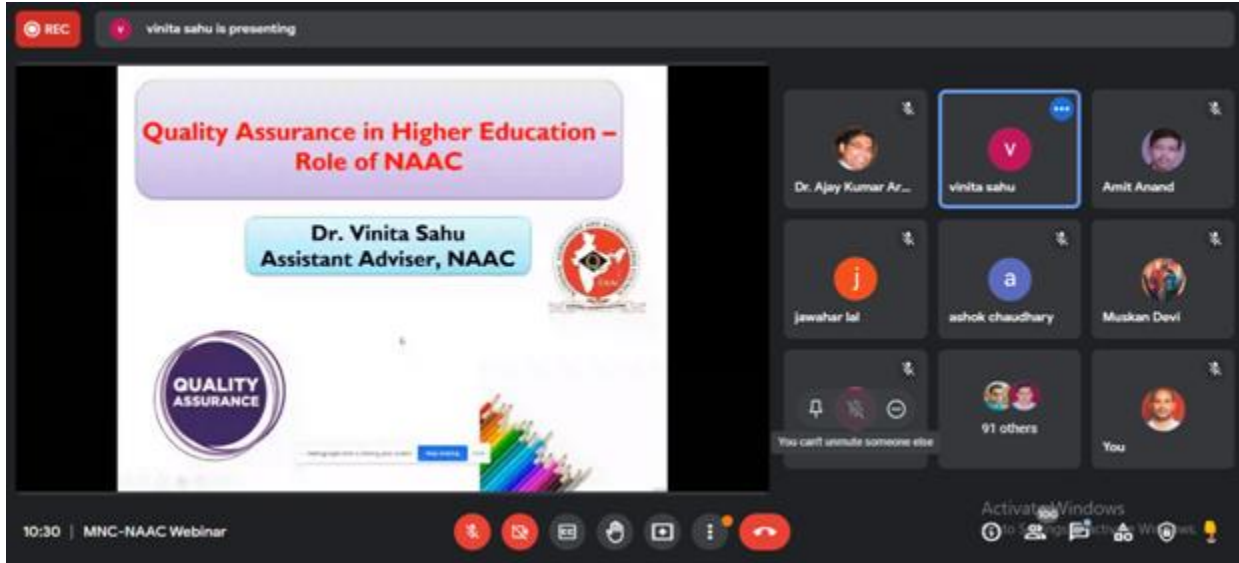 REC
v
vinita sahu is presenting
Quality Assurance in Higher Education –
Role of NAAC
Dr. Vinita Sahu
Assistant Adviser, NAAC
QUALITY
ASSURANCE
Dr. Ajay Kumar Ar...
V
vinita sahu
Amit Anand
j
jawahar lal
a
ashok chaudhary
Muskan Devi
You can't unmute someone else
91 others
You
10:30 | MNC-NAAC Webinar
Activate Windows
100